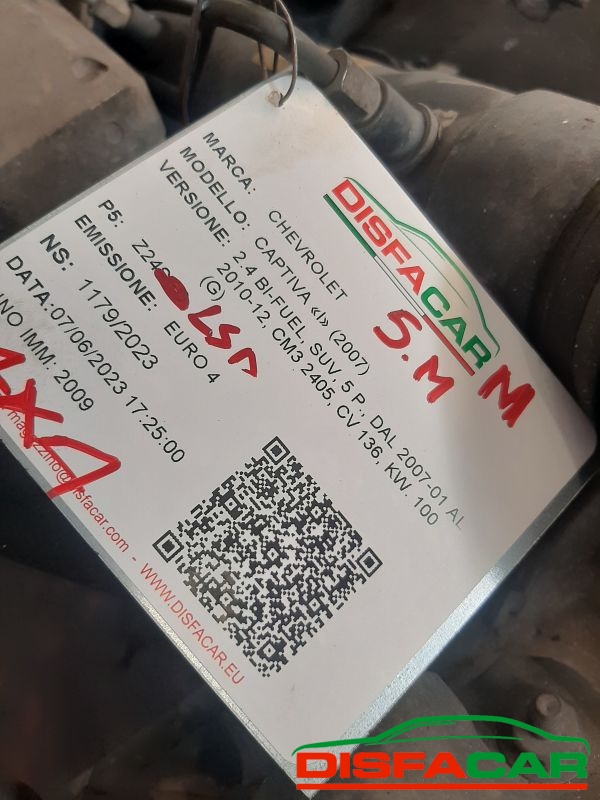 DISFACAR
S.M
M
MARCA: CHEVROLET
MODELLO: CAPTIVA «I» (2007)
VERSIONE: 2.4 BI-FUEL, SUV, 5 P., DAL 2007-01 AL
2010-12, CM3 2405, CV 136, KW. 100
(G)
P5: Z24 LSD
EMISSIONE: EURO 4
NS: 1179/2023
DATA:07/06/2023 17:25:00
NO IMM: 2009
4X4
magazzino@disfacar.com - WWW.DISFACAR.EU
DISFACAR